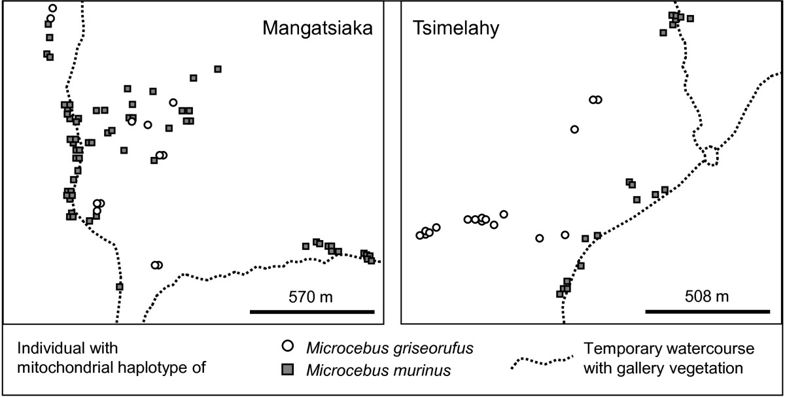 Mangatsiaka
Tsimelahy
570 m
508 m
Individual with
mitochondrial haplotype of
Microcebus griseorufus
Microcebus murinus
Temporary watercourse
with gallery vegetation